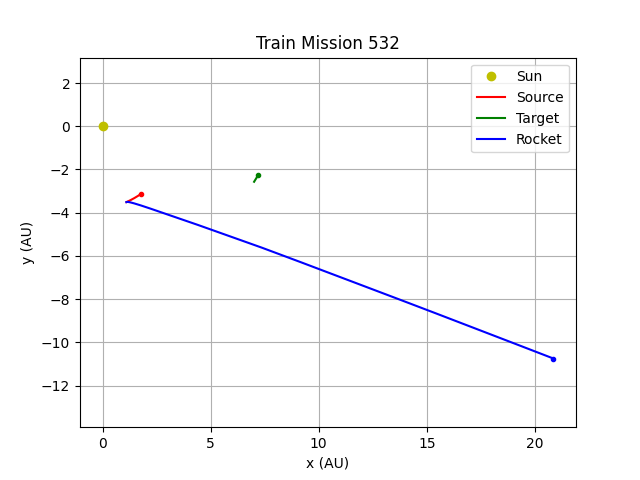 Train Mission 532
Sun
Source
Target
Rocket
2
0
−2
−4
−6
−8
−10
−12
y (AU)
0 5 10 15 20
x (AU)